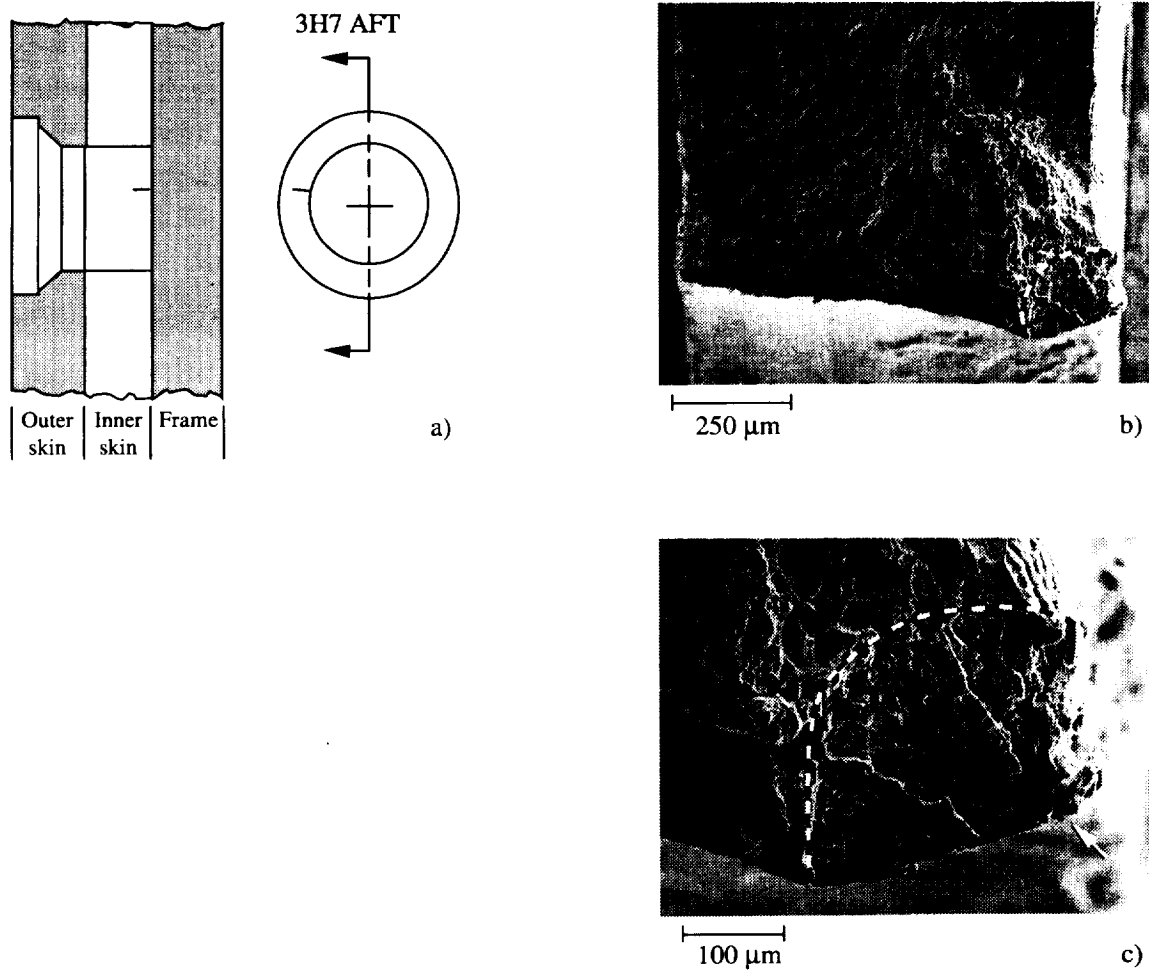 3H7 AFT
Outer skin
Inner skin
Frame
a)
250 μm
b)
100 μm
c)